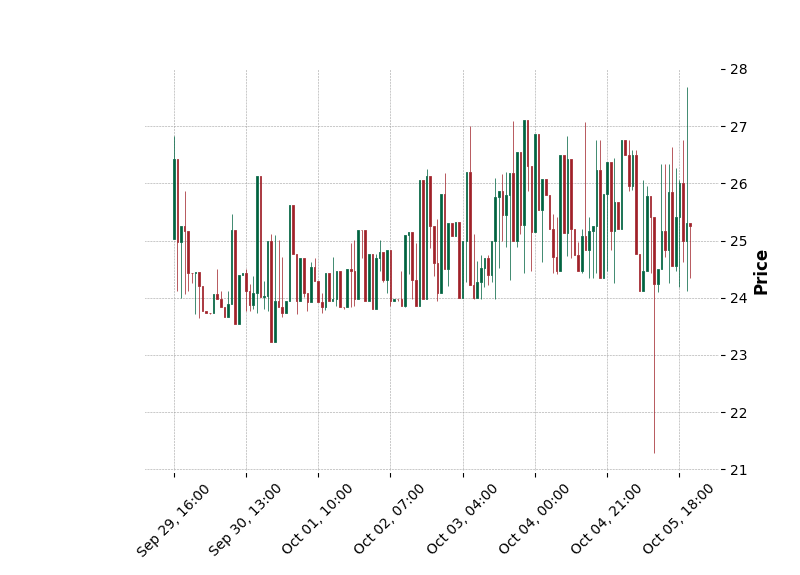 28
27
26
25
24
23
22
21
Price
Sep 29, 16:00
Sep 30, 13:00
Oct 01, 10:00
Oct 02, 07:00
Oct 03, 04:00
Oct 04, 00:00
Oct 04, 21:00
Oct 05, 18:00